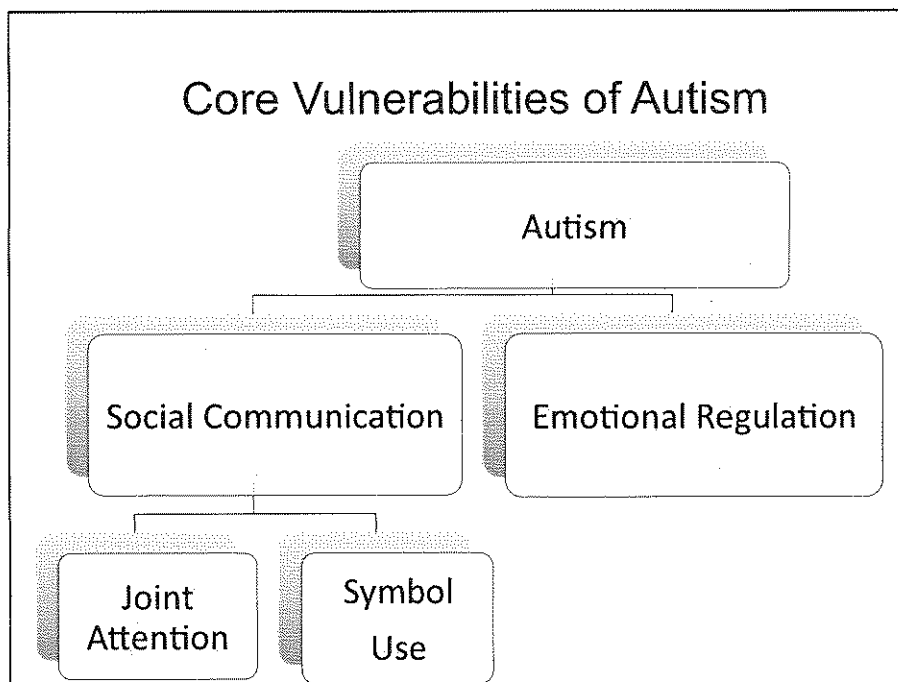 Core Vulnerabilities of Autism
Autism
Social Communication
Emotional Regulation
Joint
Attention
Symbol
Use